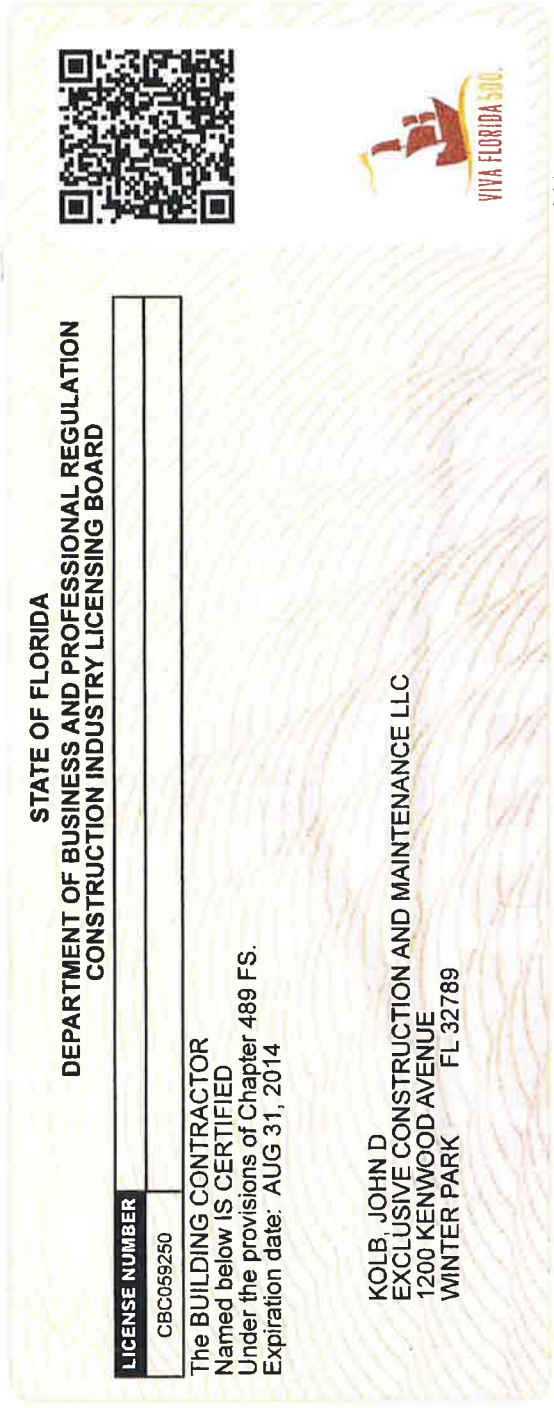 STATE OF FLORIDA
DEPARTMENT OF BUSINESS AND PROFESSIONAL REGULATION
CONSTRUCTION INDUSTRY LICENSING BOARD
LICENSE NUMBER
CBC059250
The BUILDING CONTRACTOR
Named below IS CERTIFIED
Under the provisions of Chapter 489 FS.
Expiration date: AUG 31, 2014
KOLB, JOHN D
EXCLUSIVE CONSTRUCTION AND MAINTENANCE LLC
1200 KENWOOD AVENUE
WINTER PARK FL 32789
VIVA FLORIDA 500.